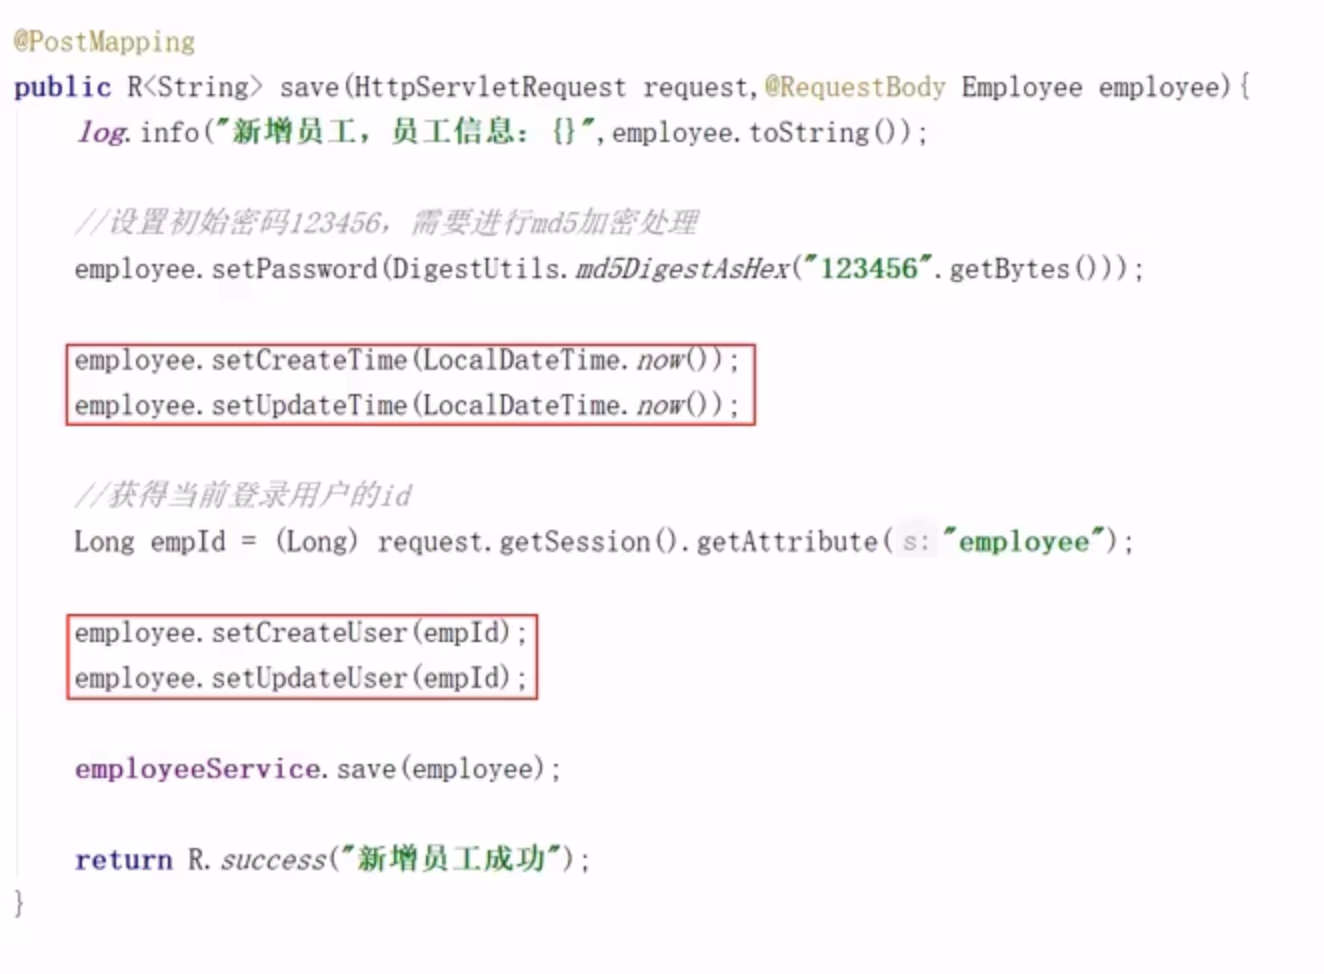 @PostMapping
public R<String> save(HttpServletRequest request,@RequestBody Employee employee){
log.info("新增员工，员工信息：{}",employee.toString());
//设置初始密码123456，需要进行md5加密处理
employee.setPassword(DigestUtils.md5DigestAsHex("123456".getBytes()));
employee.setCreateTime(LocalDateTime.now());
employee.setUpdateTime(LocalDateTime.now());
//获得当前登录用户的id
Long empId = (Long) request.getSession().getAttribute( s: "employee");
employee.setCreateUser(empId);
employee.setUpdateUser(empId);
employeeService.save(employee);
return R.success("新增员工成功");
}